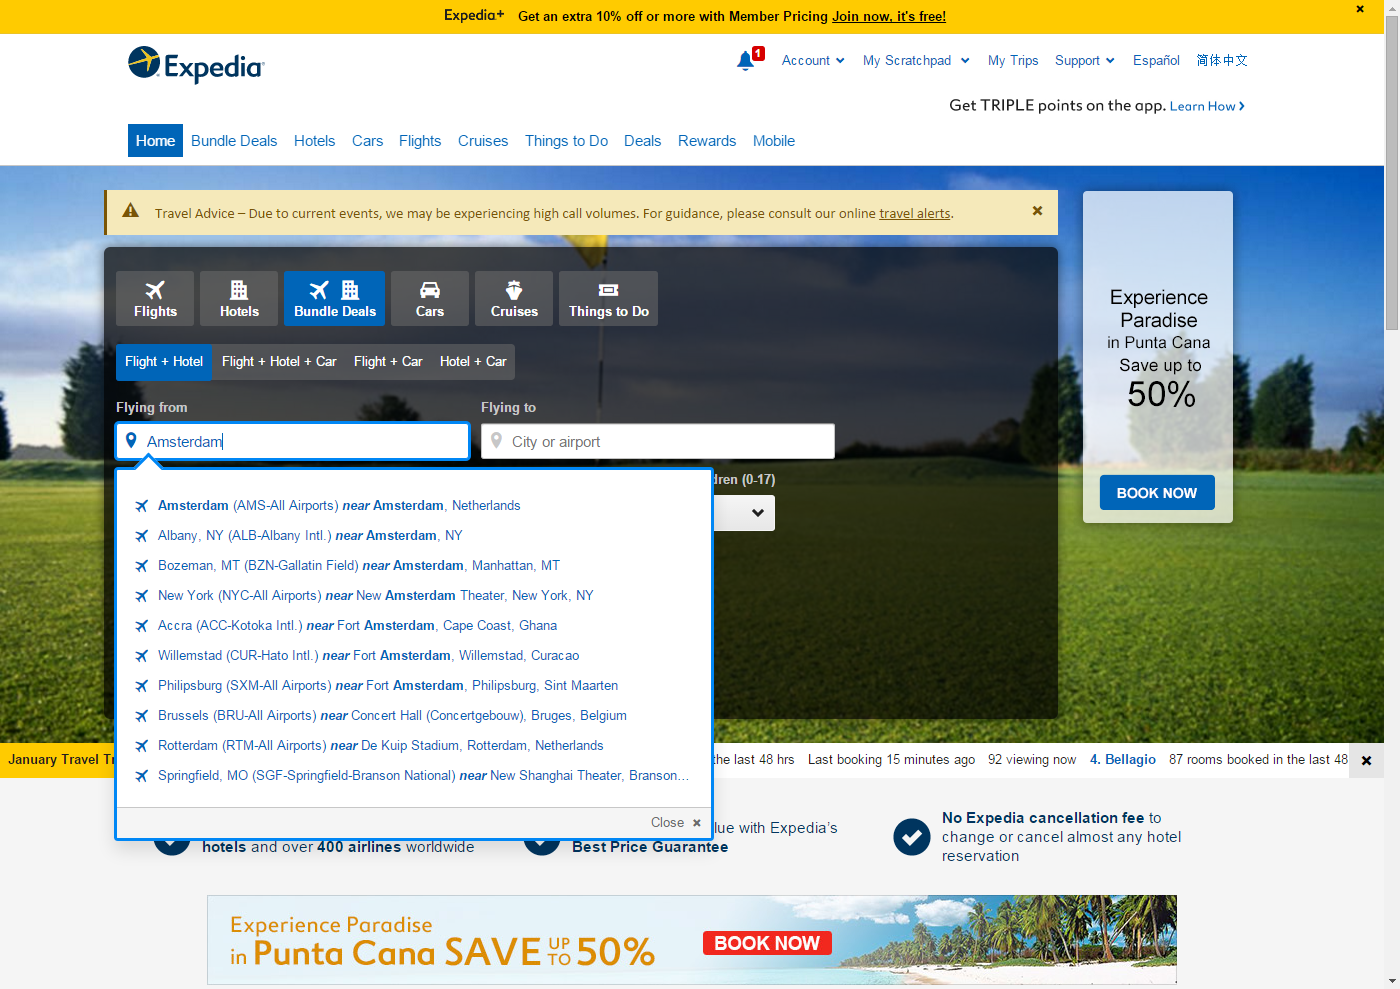 Expedia+ Get an extra 10% off or more with Member Pricing Join now, it's free!
Expedia
1 Account My Scratchpad My Trips Support Español 简体中文
Get TRIPLE points on the app. Learn How
Home Bundle Deals Hotels Cars Flights Cruises Things to Do Deals Rewards Mobile
Travel Advice – Due to current events, we may be experiencing high call volumes. For guidance, please consult our online travel alerts.
Flights Hotels Bundle Deals Cars Cruises Things to Do
Flight + Hotel Flight + Hotel + Car Flight + Car Hotel + Car
Flying from Flying to
Amsterdam City or airport
dren (0-17)
Amsterdam (AMS-All Airports) near Amsterdam, Netherlands
Albany, NY (ALB-Albany Intl.) near Amsterdam, NY
Bozeman, MT (BZN-Gallatin Field) near Amsterdam, Manhattan, MT
New York (NYC-All Airports) near New Amsterdam Theater, New York, NY
Accra (ACC-Kotoka Intl.) near Fort Amsterdam, Cape Coast, Ghana
Willemstad (CUR-Hato Intl.) near Fort Amsterdam, Willemstad, Curacao
Philipsburg (SXM-All Airports) near Fort Amsterdam, Philipsburg, Sint Maarten
Brussels (BRU-All Airports) near Concert Hall (Concertgebouw), Bruges, Belgium
Rotterdam (RTM-All Airports) near De Kuip Stadium, Rotterdam, Netherlands
Springfield, MO (SGF-Springfield-Branson National) near New Shanghai Theater, Branson…
Close
Experience
Paradise
in Punta Cana
Save up to
50%
BOOK NOW
January Travel Tr the last 48 hrs Last booking 15 minutes ago 92 viewing now 4. Bellagio 87 rooms booked in the last 48
hotels and over 400 airlines worldwide
lue with Expedia's
Best Price Guarantee
No Expedia cancellation fee to
change or cancel almost any hotel
reservation
Experience Paradise
in Punta Cana SAVE UP TO 50%
BOOK NOW